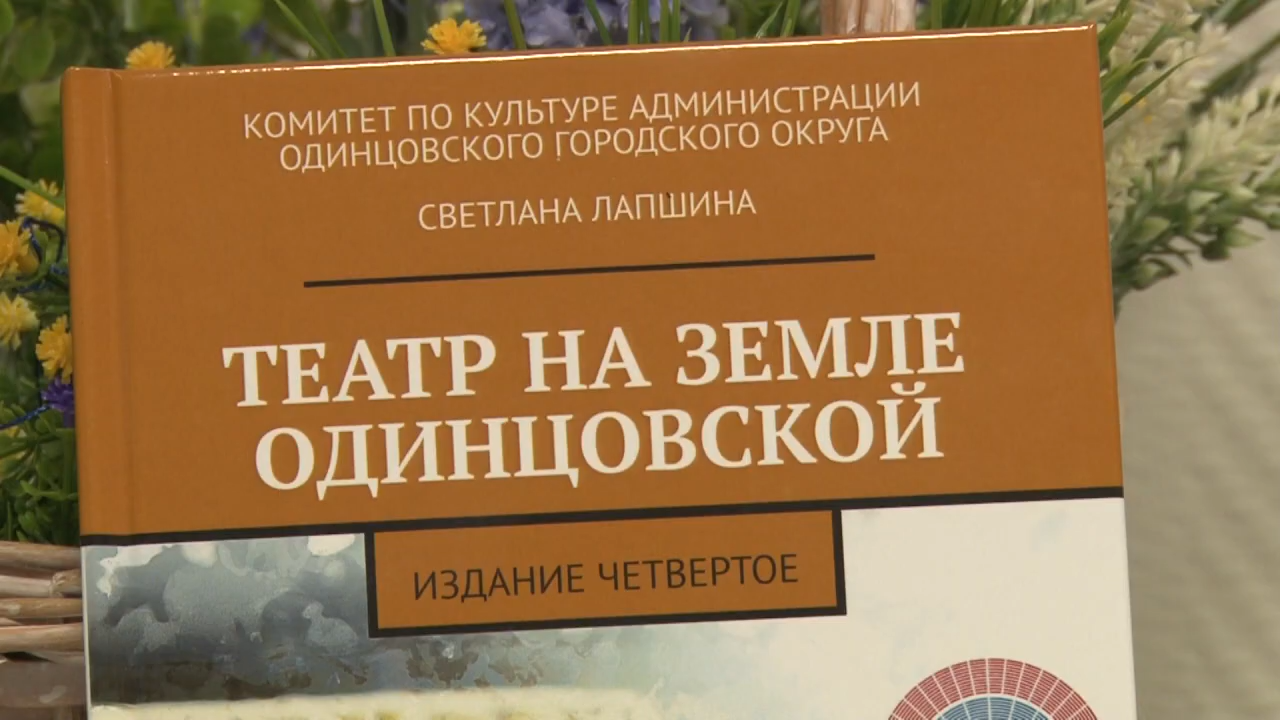 КОМИТЕТ ПО КУЛЬТУРЕ АДМИНИСТРАЦИИ
ОДИНЦОВСКОГО ГОРОДСКОГО ОКРУГА
СВЕТЛАНА ЛАПШИНА
ТЕАТР НА ЗЕМЛЕ
ОДИНЦОВСКОЙ
ИЗДАНИЕ ЧЕТВЕРТОЕ